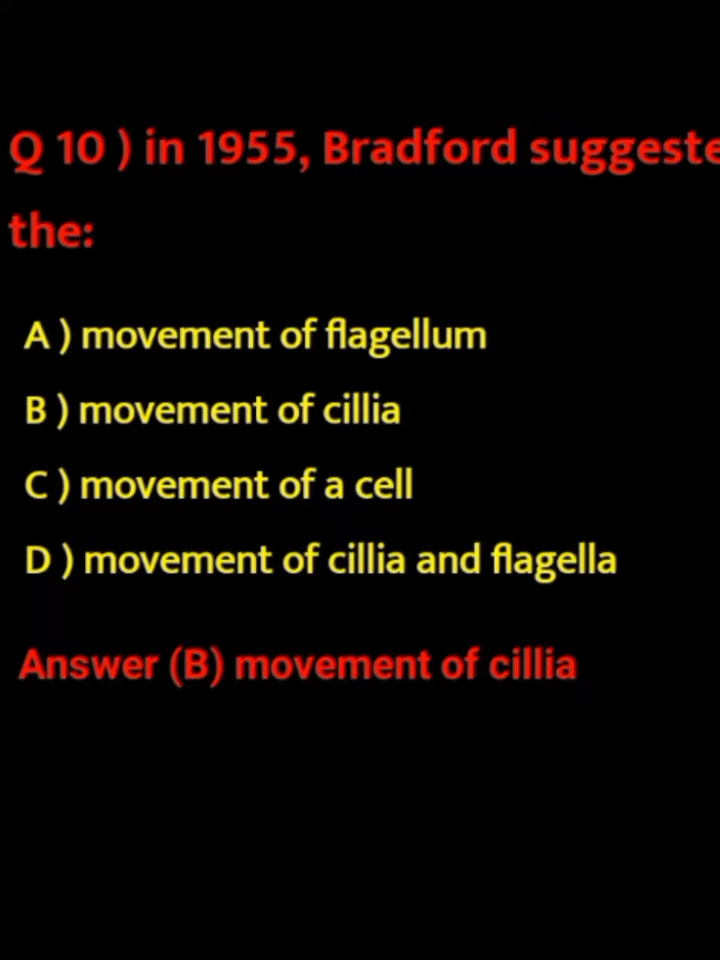 Q 10 ) in 1955, Bradford suggeste
the:
A ) movement of flagellum
B ) movement of cillia
C ) movement of a cell
D ) movement of cillia and flagella
Answer (B) movement of cillia